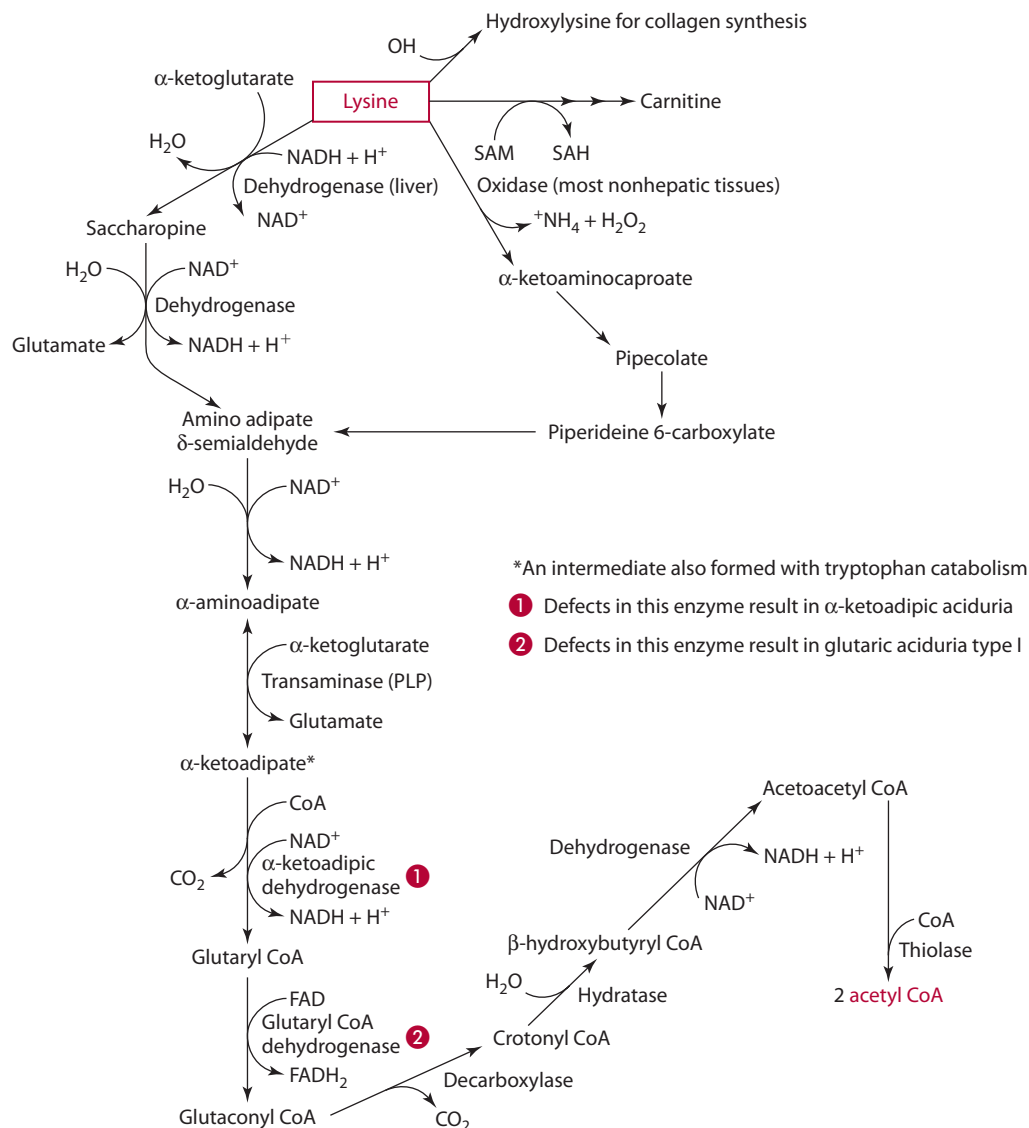 Hydroxylysine for collagen synthesis
OH
α-ketoglutarate
Lysine
Carnitine
H₂O
NADH + H⁺
SAM
SAH
Dehydrogenase (liver)
Oxidase (most nonhepatic tissues)
NAD⁺
⁺NH₄ + H₂O₂
Saccharopine
H₂O
NAD⁺
α-ketoaminocaproate
Dehydrogenase
Glutamate
NADH + H⁺
Pipecolate
Amino adipate
δ-semialdehyde
Piperideine 6-carboxylate
H₂O
NAD⁺
NADH + H⁺
*An intermediate also formed with tryptophan catabolism
α-aminoadipate
1 Defects in this enzyme result in α-ketoadipic aciduria
2 Defects in this enzyme result in glutaric aciduria type I
α-ketoglutarate
Transaminase (PLP)
Glutamate
α-ketoadipate*
CoA
NAD⁺
α-ketoadipic
dehydrogenase 1
CO₂
NADH + H⁺
Glutaryl CoA
FAD
Glutaryl CoA
dehydrogenase 2
FADH₂
Glutaconyl CoA
Decarboxylase
CO₂
Crotonyl CoA
H₂O
Hydratase
β-hydroxybutyryl CoA
Dehydrogenase
NAD⁺
NADH + H⁺
Acetoacetyl CoA
CoA
Thiolase
2 acetyl CoA